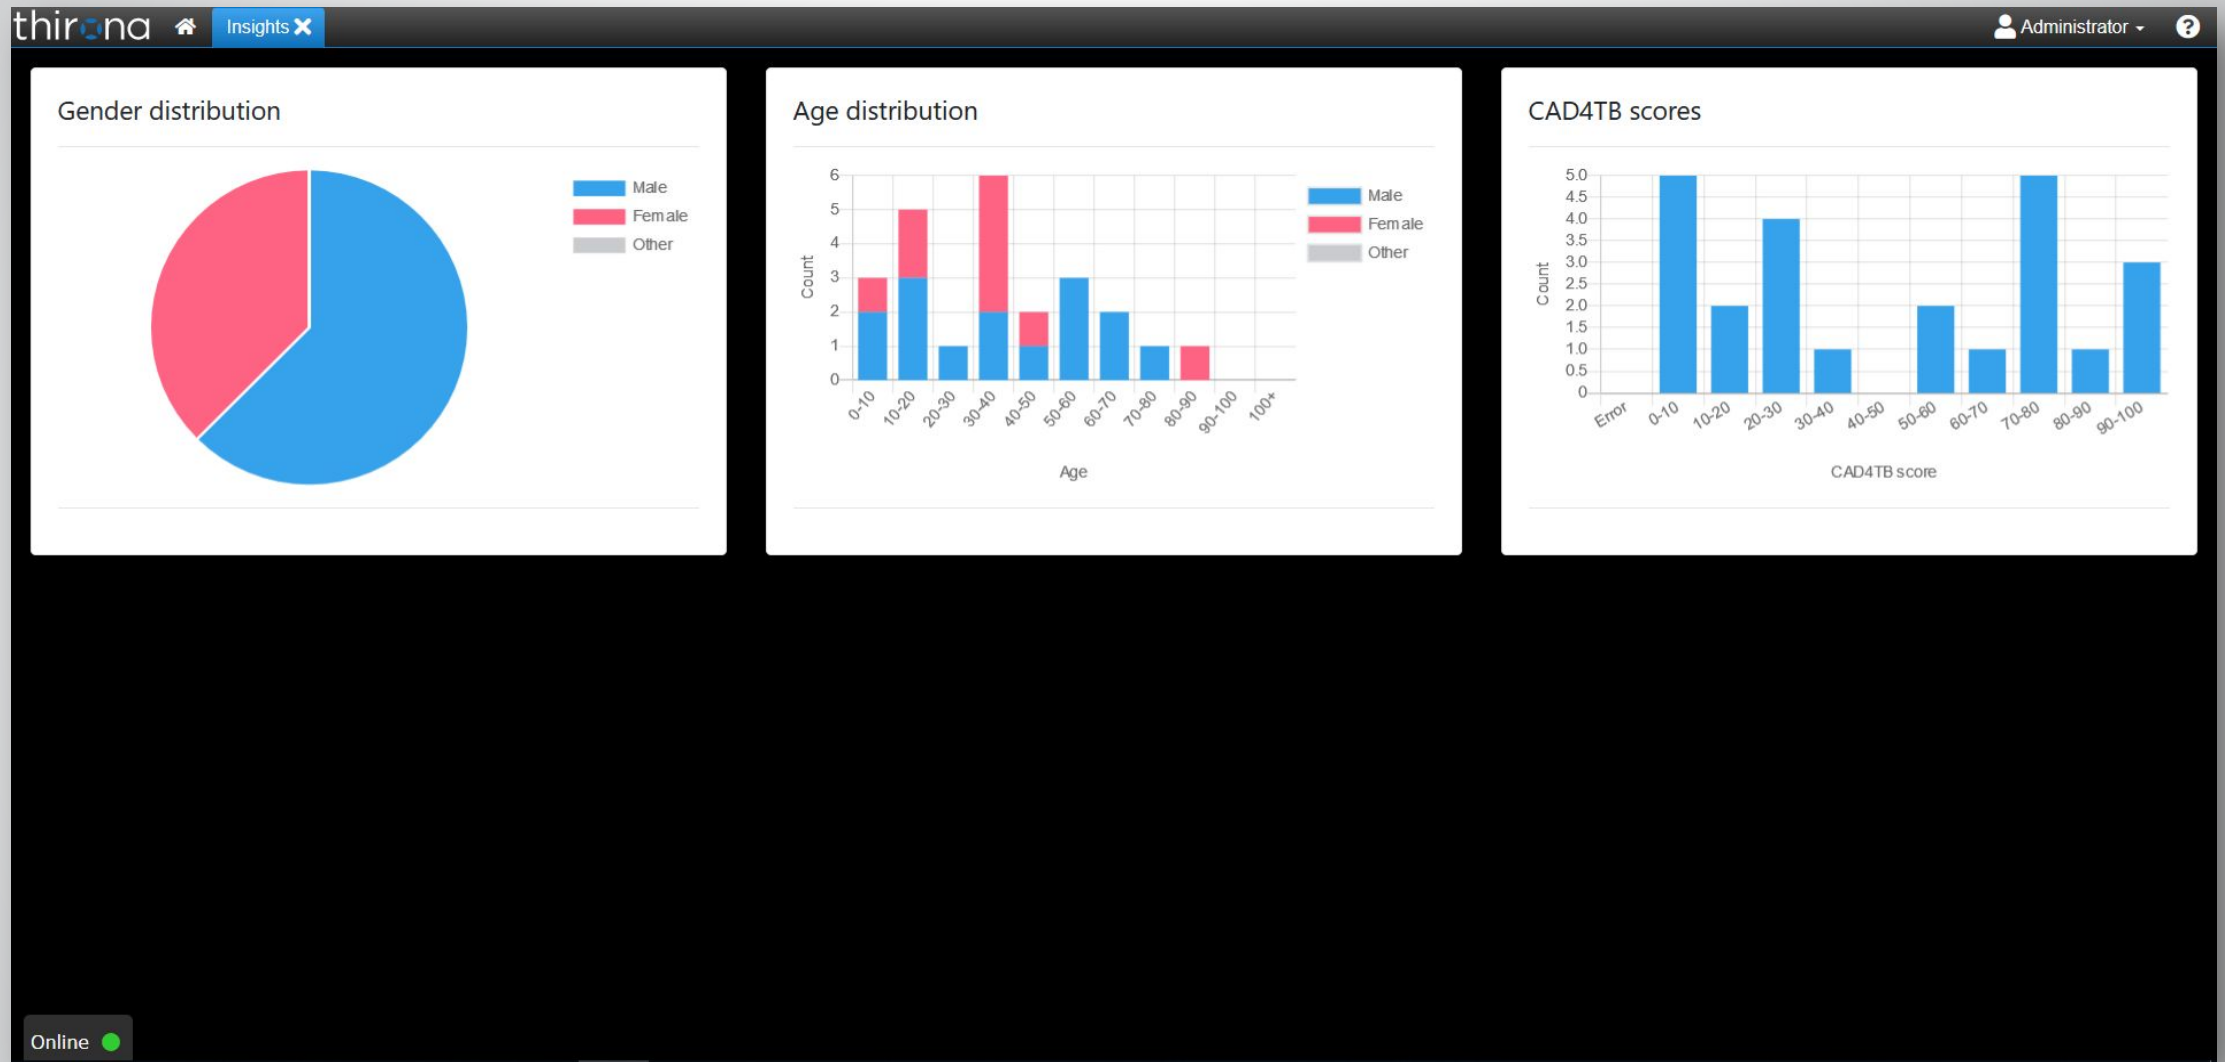 thirona Insights Administrator
Gender distribution
Male
Female
Other
Age distribution
6
5
4
3
2
1
0
Count
0-10 10-20 20-30 30-40 40-50 50-60 60-70 70-80 80-90 90-100 100+
Age
Male
Female
Other
CAD4TB scores
5.0
4.5
4.0
3.5
3.0
2.5
2.0
1.5
1.0
0.5
0
Count
Error 0-10 10-20 20-30 30-40 40-50 50-60 60-70 70-80 80-90 90-100
CAD4TB score
Online